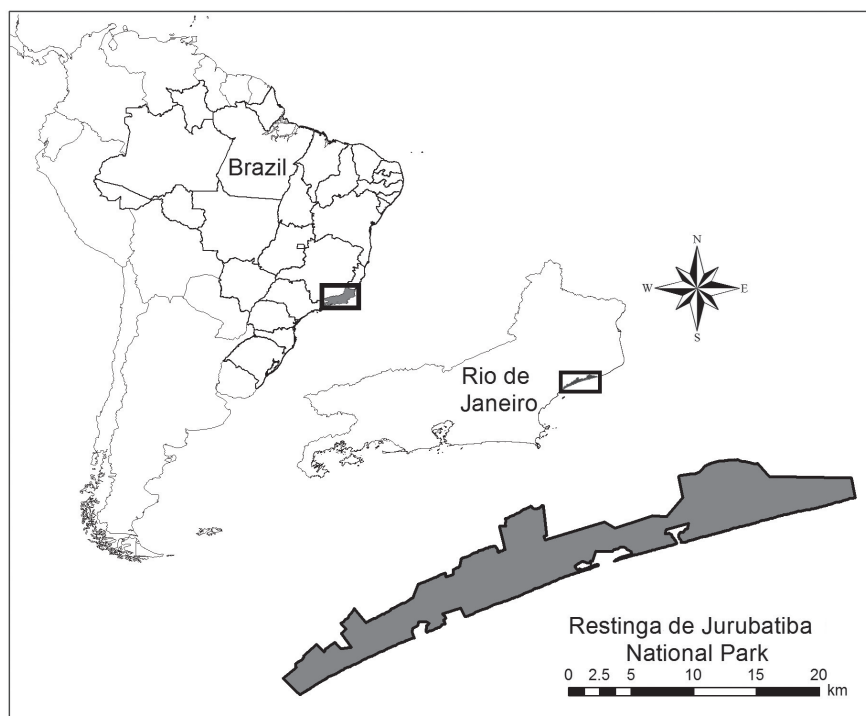 Brazil
N
W
E
S
Rio de
Janeiro
Restinga de Jurubatiba
National Park
0 2.5 5 10 15 20
km